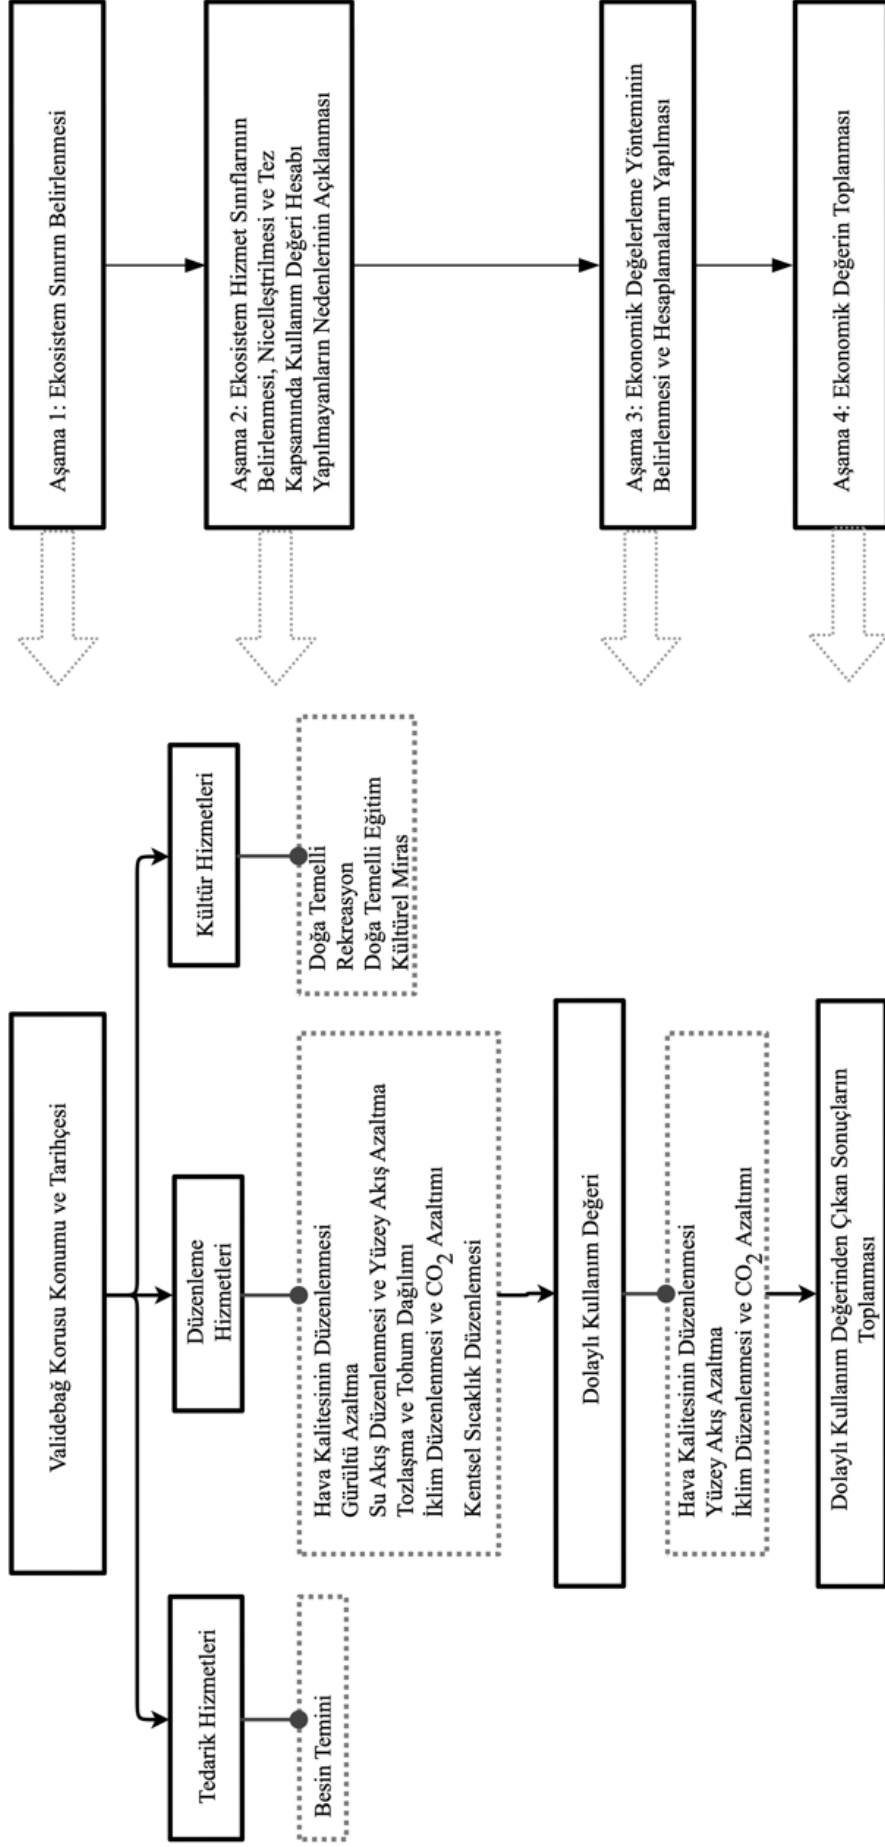 Validebağ Korusu Konumu ve Tarihçesi
Tedarik Hizmetleri
Besin Temini
Düzenleme
Hizmetleri
Hava Kalitesinin Düzenlenmesi
Gürültü Azaltma
Su Akış Düzenlenmesi ve Yüzey Akış Azaltma
Tozlaşma ve Tohum Dağılımı
İklim Düzenlenmesi ve CO₂ Azaltımı
Kentsel Sıcaklık Düzenlemesi
Kültür Hizmetleri
Doğa Temelli
Rekreasyon
Doğa Temelli Eğitim
Kültürel Miras
Dolaylı Kullanım Değeri
Hava Kalitesinin Düzenlenmesi
Yüzey Akış Azaltma
İklim Düzenlenmesi ve CO₂ Azaltımı
Dolaylı Kullanım Değerinden Çıkan Sonuçların
Toplanması
Aşama 1: Ekosistem Sınırın Belirlenmesi
Aşama 2: Ekosistem Hizmet Sınıflarının
Belirlenmesi, Nicelleştrilmesi ve Tez
Kapsamında Kullanım Değeri Hesabı
Yapılmayanların Nedenlerinin Açıklanması
Aşama 3: Ekonomik Değelerleme Yönteminin
Belirlenmesi ve Hesaplamaların Yapılması
Aşama 4: Ekonomik Değerin Toplanması